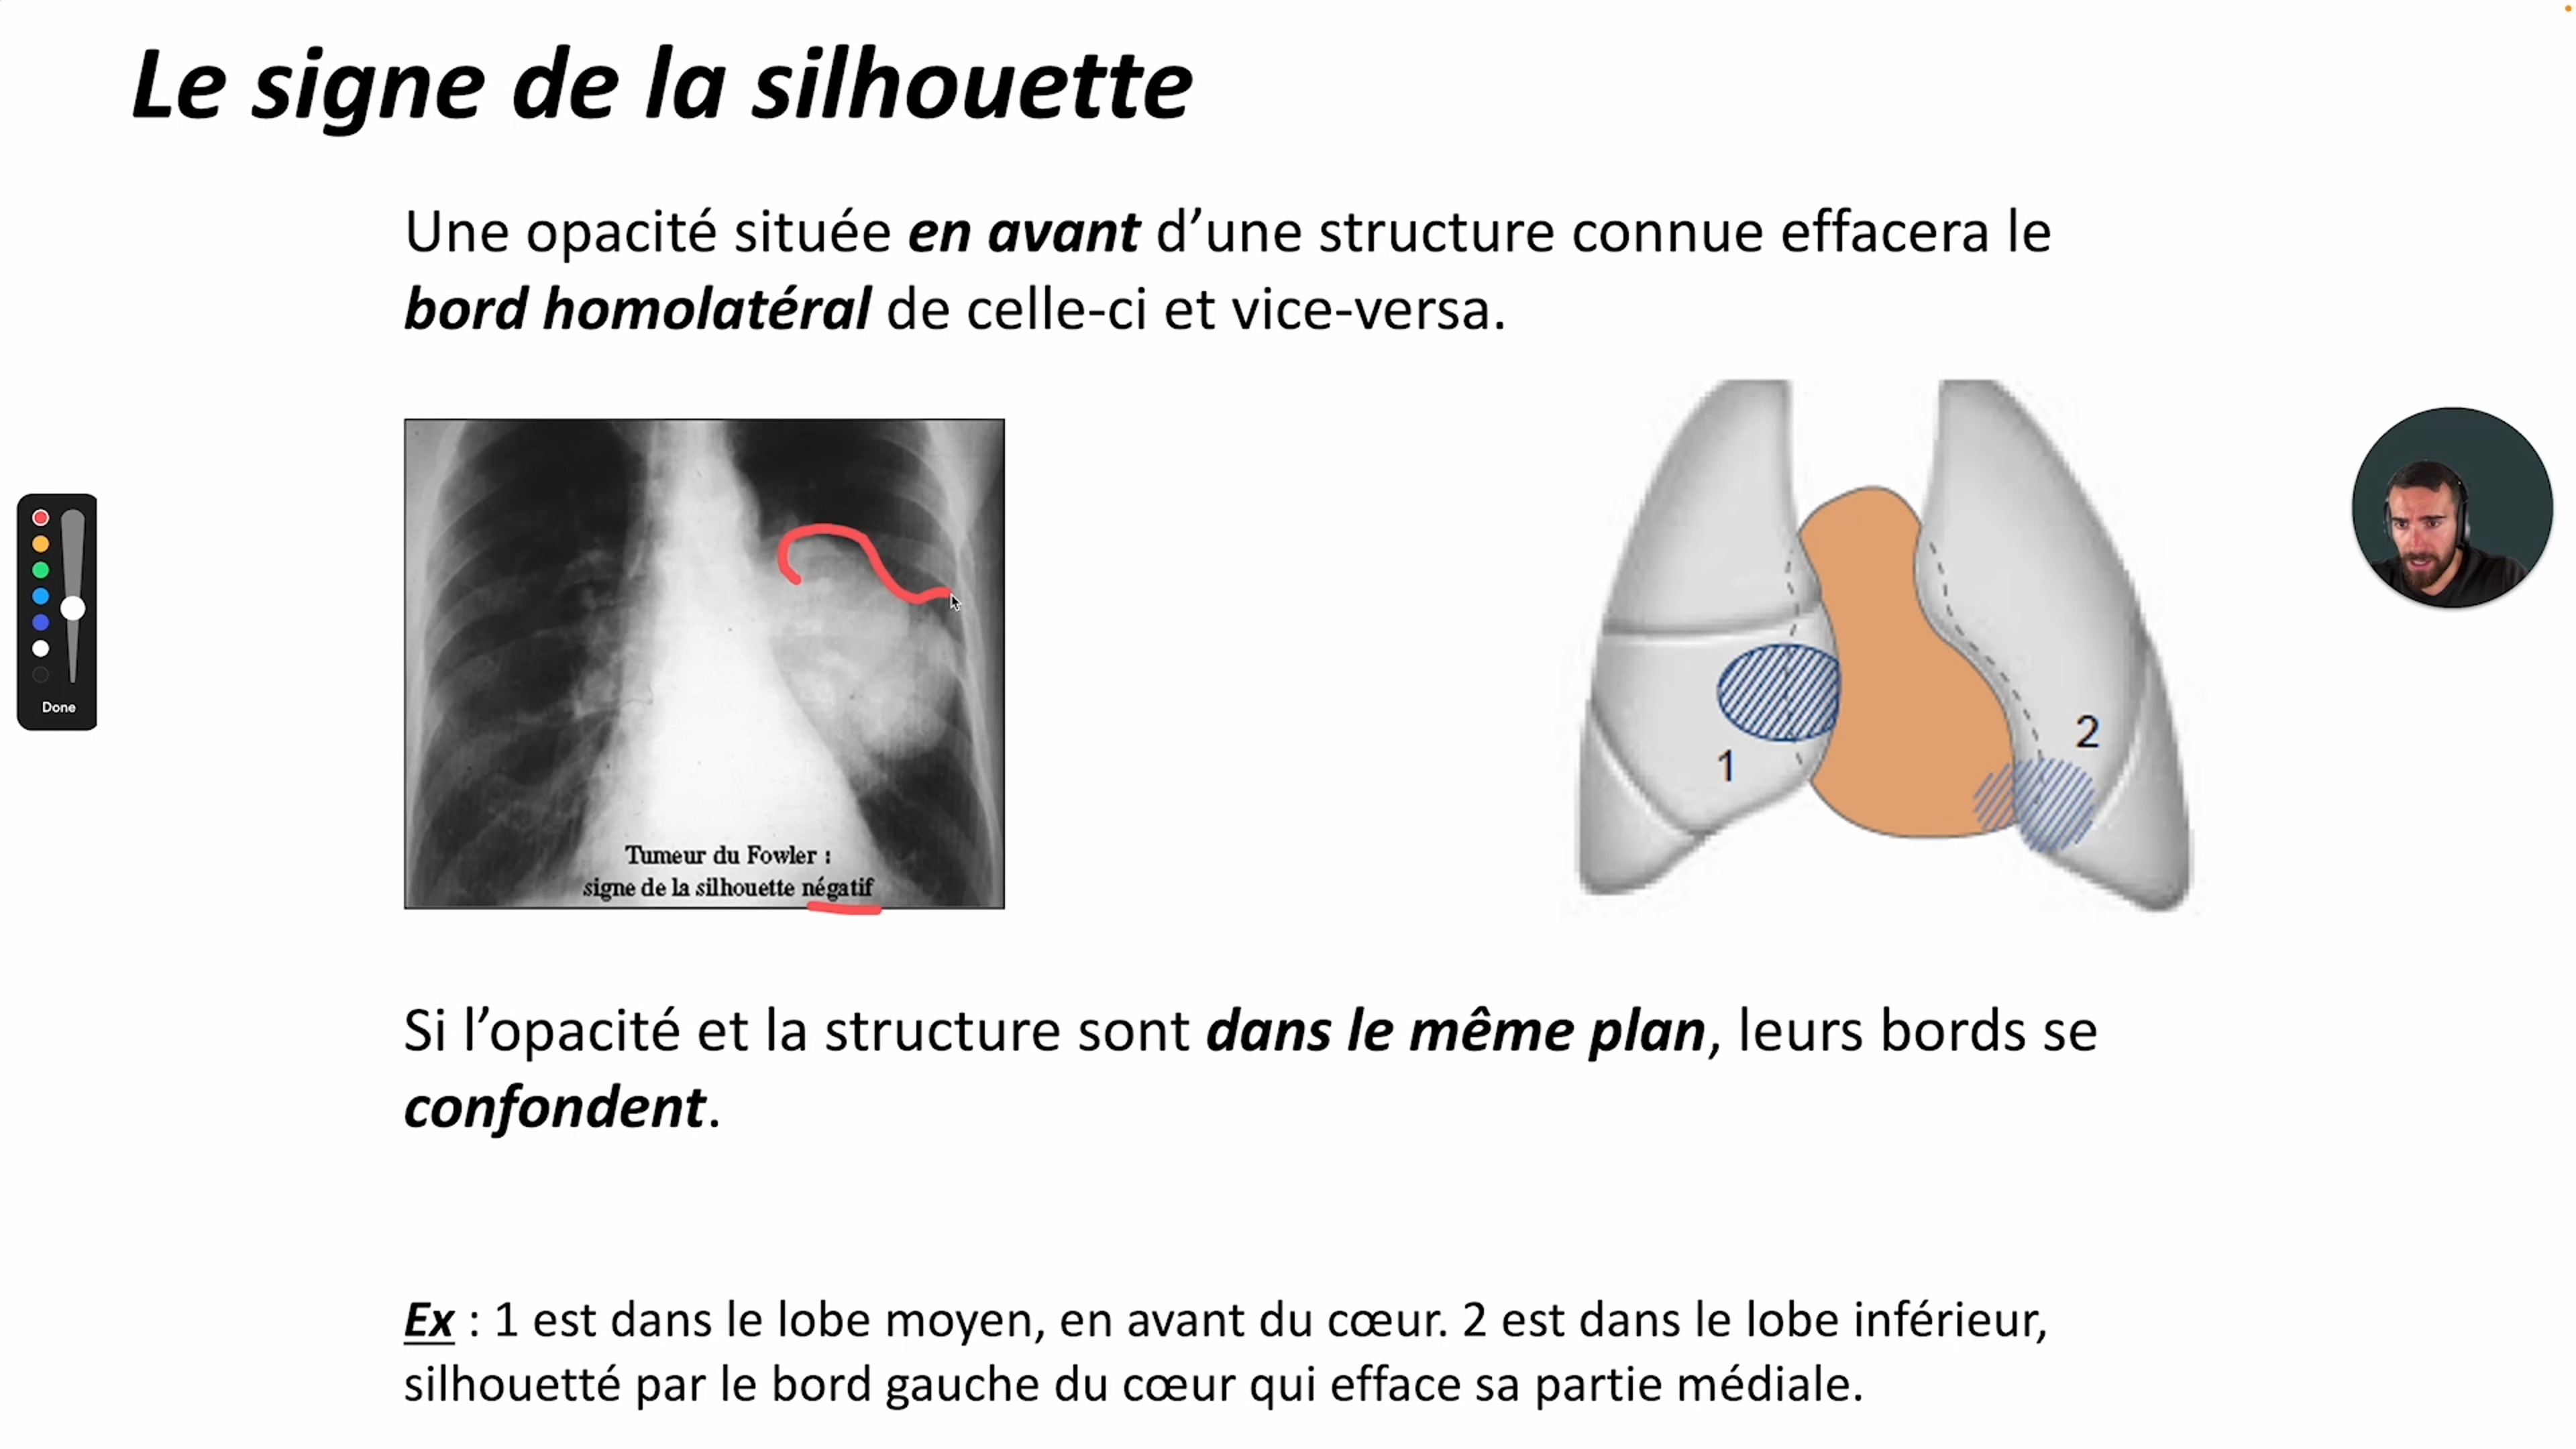 Le signe de la silhouette
Une opacité située en avant d’une structure connue effacera le
bord homolatéral de celle-ci et vice-versa.
Done
Tumeur du Fowler :
signe de la silhouette négatif
1
2
Si l’opacité et la structure sont dans le même plan, leurs bords se
confondent.
Ex : 1 est dans le lobe moyen, en avant du cœur. 2 est dans le lobe inférieur,
silhouetté par le bord gauche du cœur qui efface sa partie médiale.